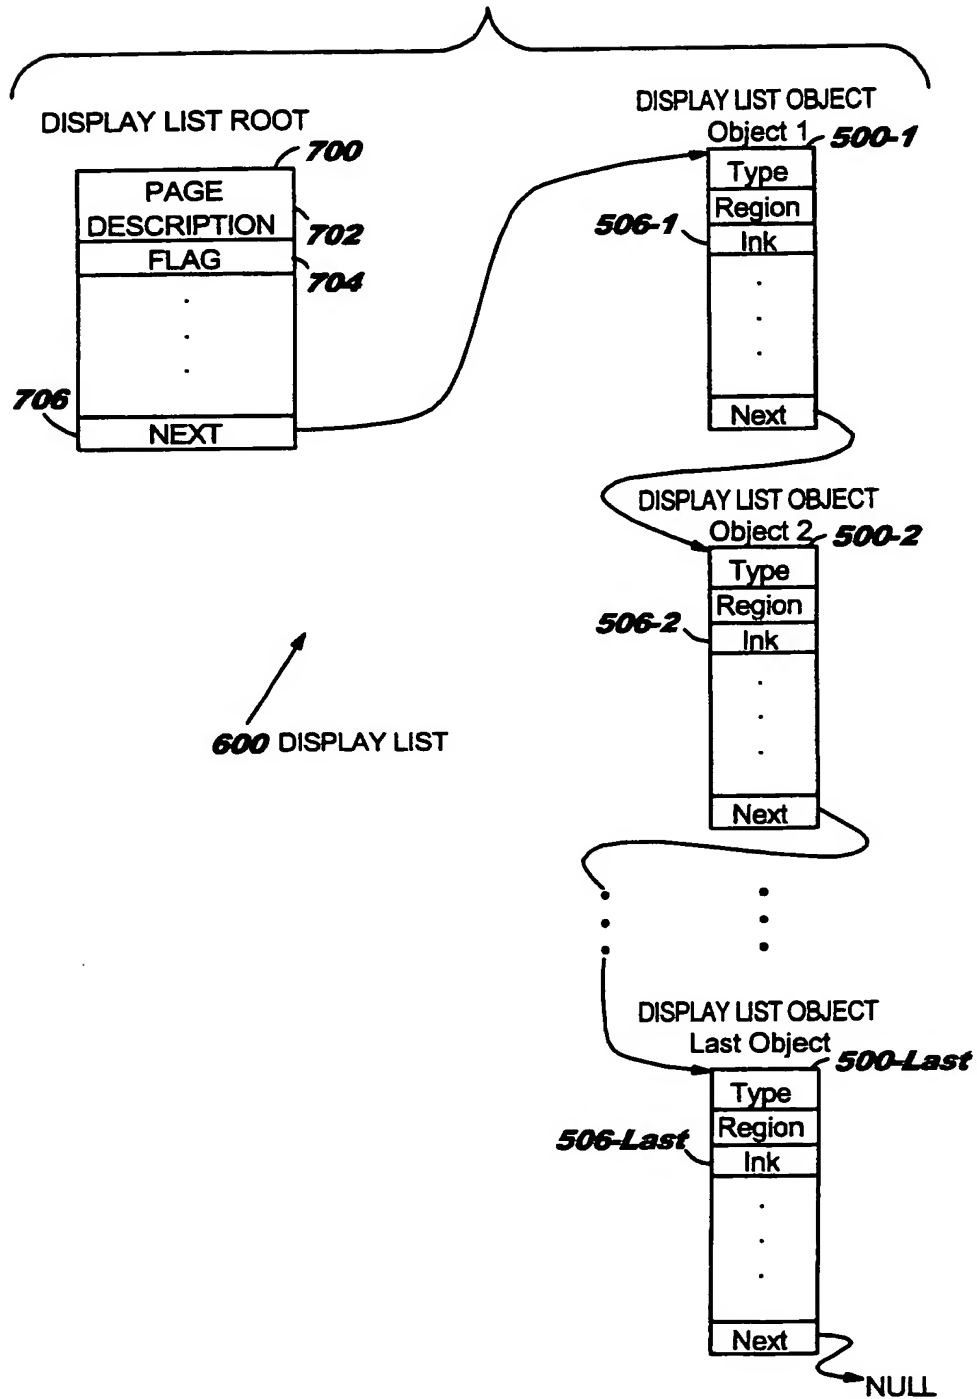 DISPLAY LIST ROOT
700
PAGE
DESCRIPTION
702
FLAG
704
706
NEXT
DISPLAY LIST OBJECT
Object 1
500-1
Type
Region
506-1
Ink
Next
DISPLAY LIST OBJECT
Object 2
500-2
Type
Region
506-2
Ink
Next
600 DISPLAY LIST
DISPLAY LIST OBJECT
Last Object
500-Last
Type
Region
506-Last
Ink
Next
NULL